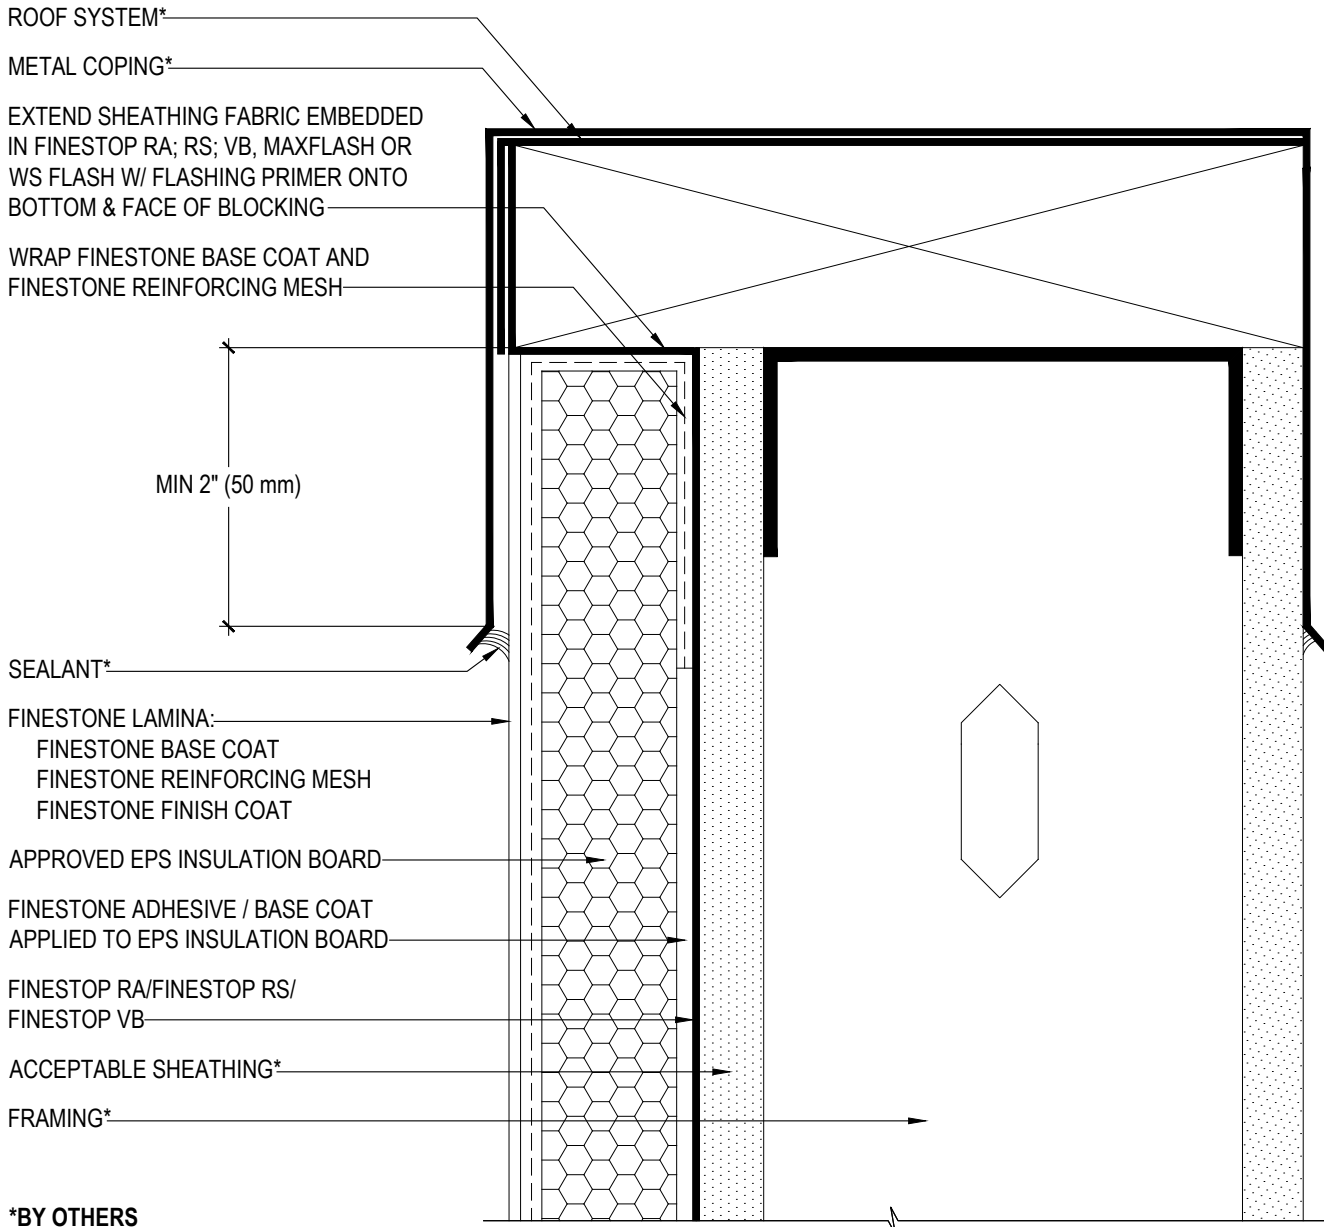 ROOF SYSTEM*
METAL COPING*
EXTEND SHEATHING FABRIC EMBEDDED
IN FINESTOP RA; RS; VB, MAXFLASH OR
WS FLASH W/ FLASHING PRIMER ONTO
BOTTOM & FACE OF BLOCKING
WRAP FINESTONE BASE COAT AND
FINESTONE REINFORCING MESH
MIN 2" (50 mm)
SEALANT*
FINESTONE LAMINA:
FINESTONE BASE COAT
FINESTONE REINFORCING MESH
FINESTONE FINISH COAT
APPROVED EPS INSULATION BOARD
FINESTONE ADHESIVE / BASE COAT
APPLIED TO EPS INSULATION BOARD
FINESTOP RA/FINESTOP RS/
FINESTOP VB
ACCEPTABLE SHEATHING*
FRAMING*
*BY OTHERS